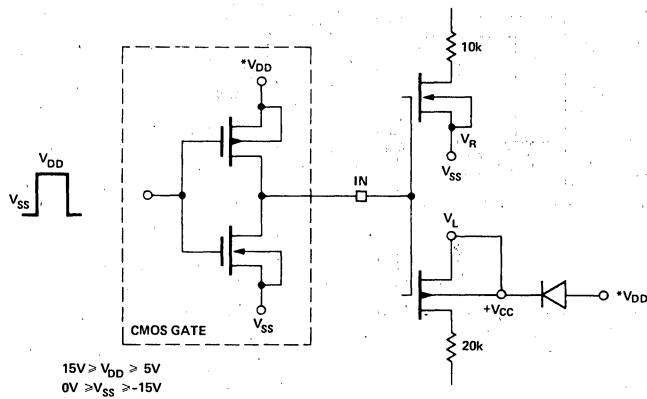 10k
*VDD
VR
VSS
VDD
VSS
IN
VL
+VCC
*VDD
VSS
20k
CMOS GATE
15V ⩾ VDD ⩾ 5V
0V ⩾VSS ⩾-15V